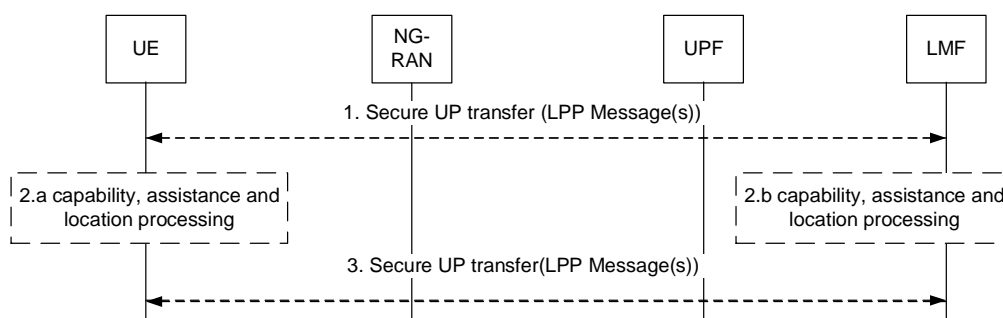 UE
NG-
RAN
UPF
LMF
1. Secure UP transfer (LPP Message(s))
2.a capability, assistance and
location processing
2.b capability, assistance and
location processing
3. Secure UP transfer(LPP Message(s))